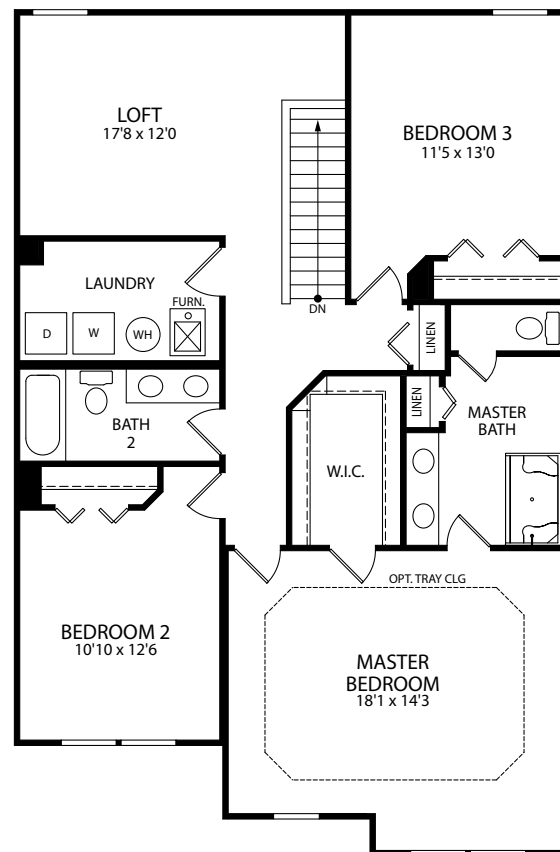 LOFT
17'8 x 12'0
BEDROOM 3
11'5 x 13'0
LAUNDRY
FURN.
D
W
WH
DN
LINEN
LINEN
BATH
2
MASTER
BATH
W.I.C.
OPT. TRAY CLG
BEDROOM 2
10'10 x 12'6
MASTER
BEDROOM
18'1 x 14'3